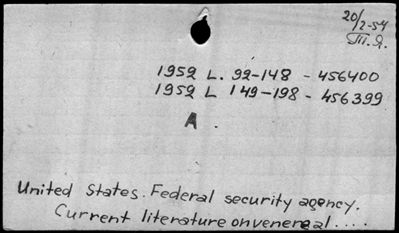 20/2-54
Ш.Я.
1952 L. 92-148 - 456400
1952 L 149-198 - 456399
A
United States. Federal security agency.
Current literature on venereal....